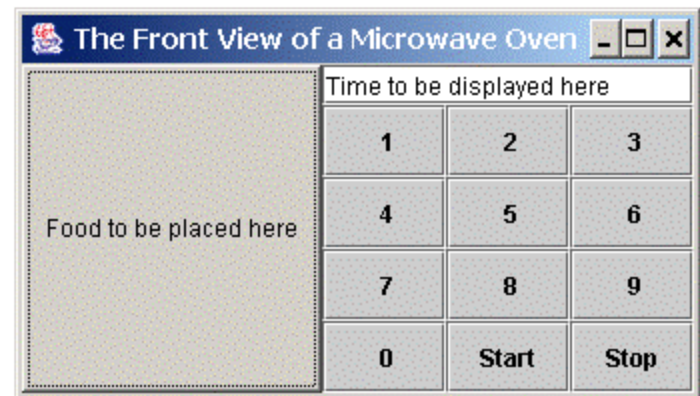 The Front View of a Microwave Oven
Time to be displayed here
Food to be placed here
1 2 3
4 5 6
7 8 9
0 Start Stop